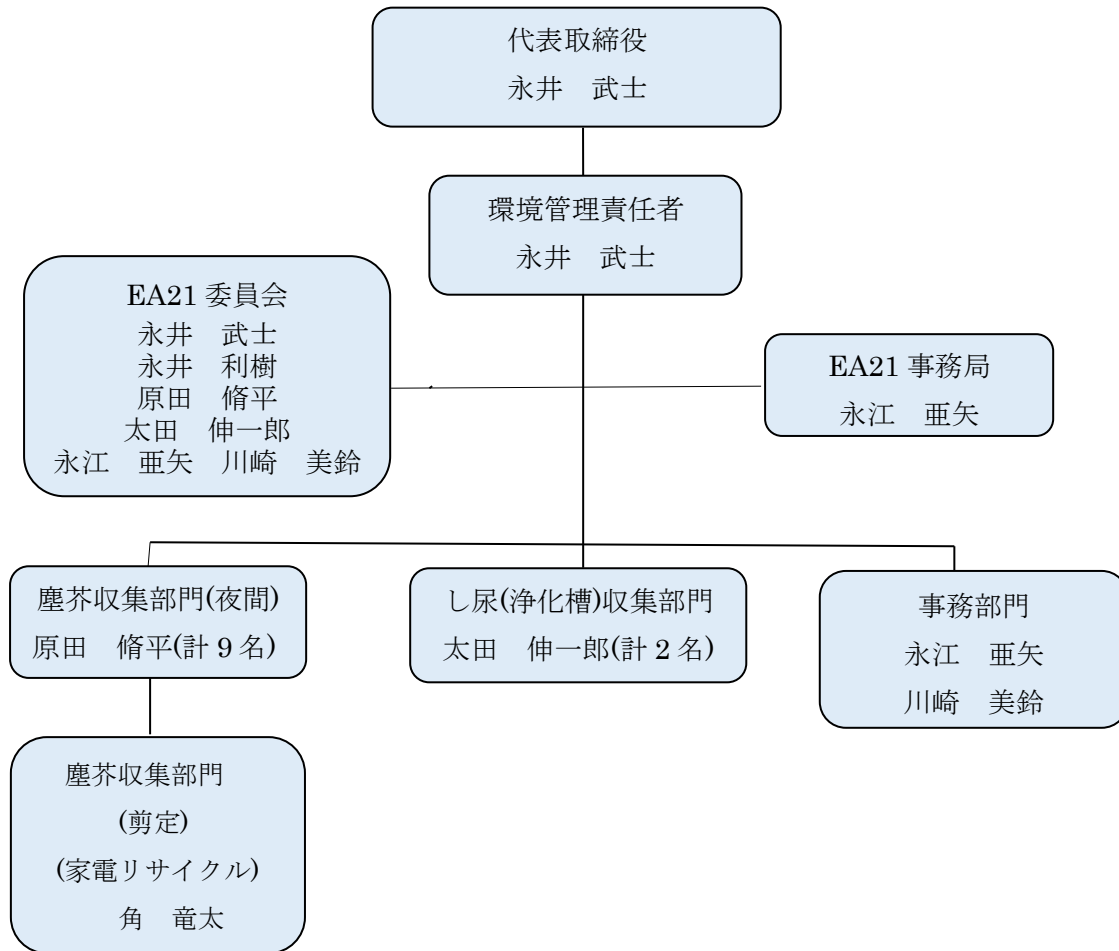 代表取締役
永井　武士
環境管理責任者
永井　武士
EA21 委員会
永井　武士
永井　利樹
原田　脩平
太田　伸一郎
永江　亜矢　川崎　美鈴
EA21 事務局
永江　亜矢
塵芥収集部門(夜間)
原田　脩平(計 9 名)
し尿(浄化槽)収集部門
太田　伸一郎(計 2 名)
事務部門
永江　亜矢
川崎　美鈴
塵芥収集部門
(剪定)
(家電リサイクル)
角　竜太